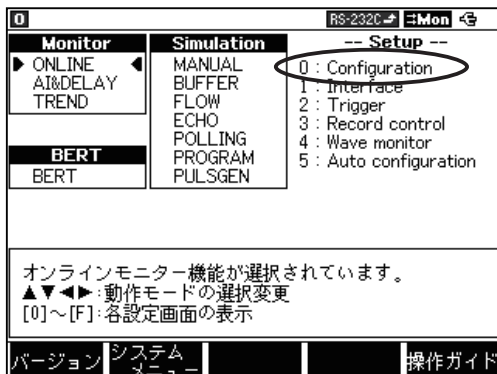 0
RS-232C Mon
Monitor
ONLINE
AI&DELAY
TREND
BERT
BERT
Simulation
MANUAL
BUFFER
FLOW
ECHO
POLLING
PROGRAM
PULSGEN
-- Setup --
0 : Configuration
1 : Interface
2 : Trigger
3 : Record control
4 : Wave monitor
5 : Auto configuration
オンラインモニター機能が選択されています。
▲▼◀▶:動作モードの選択変更
[0]~[F]:各設定画面の表示
バージョン
システム
メニュー
操作ガイド